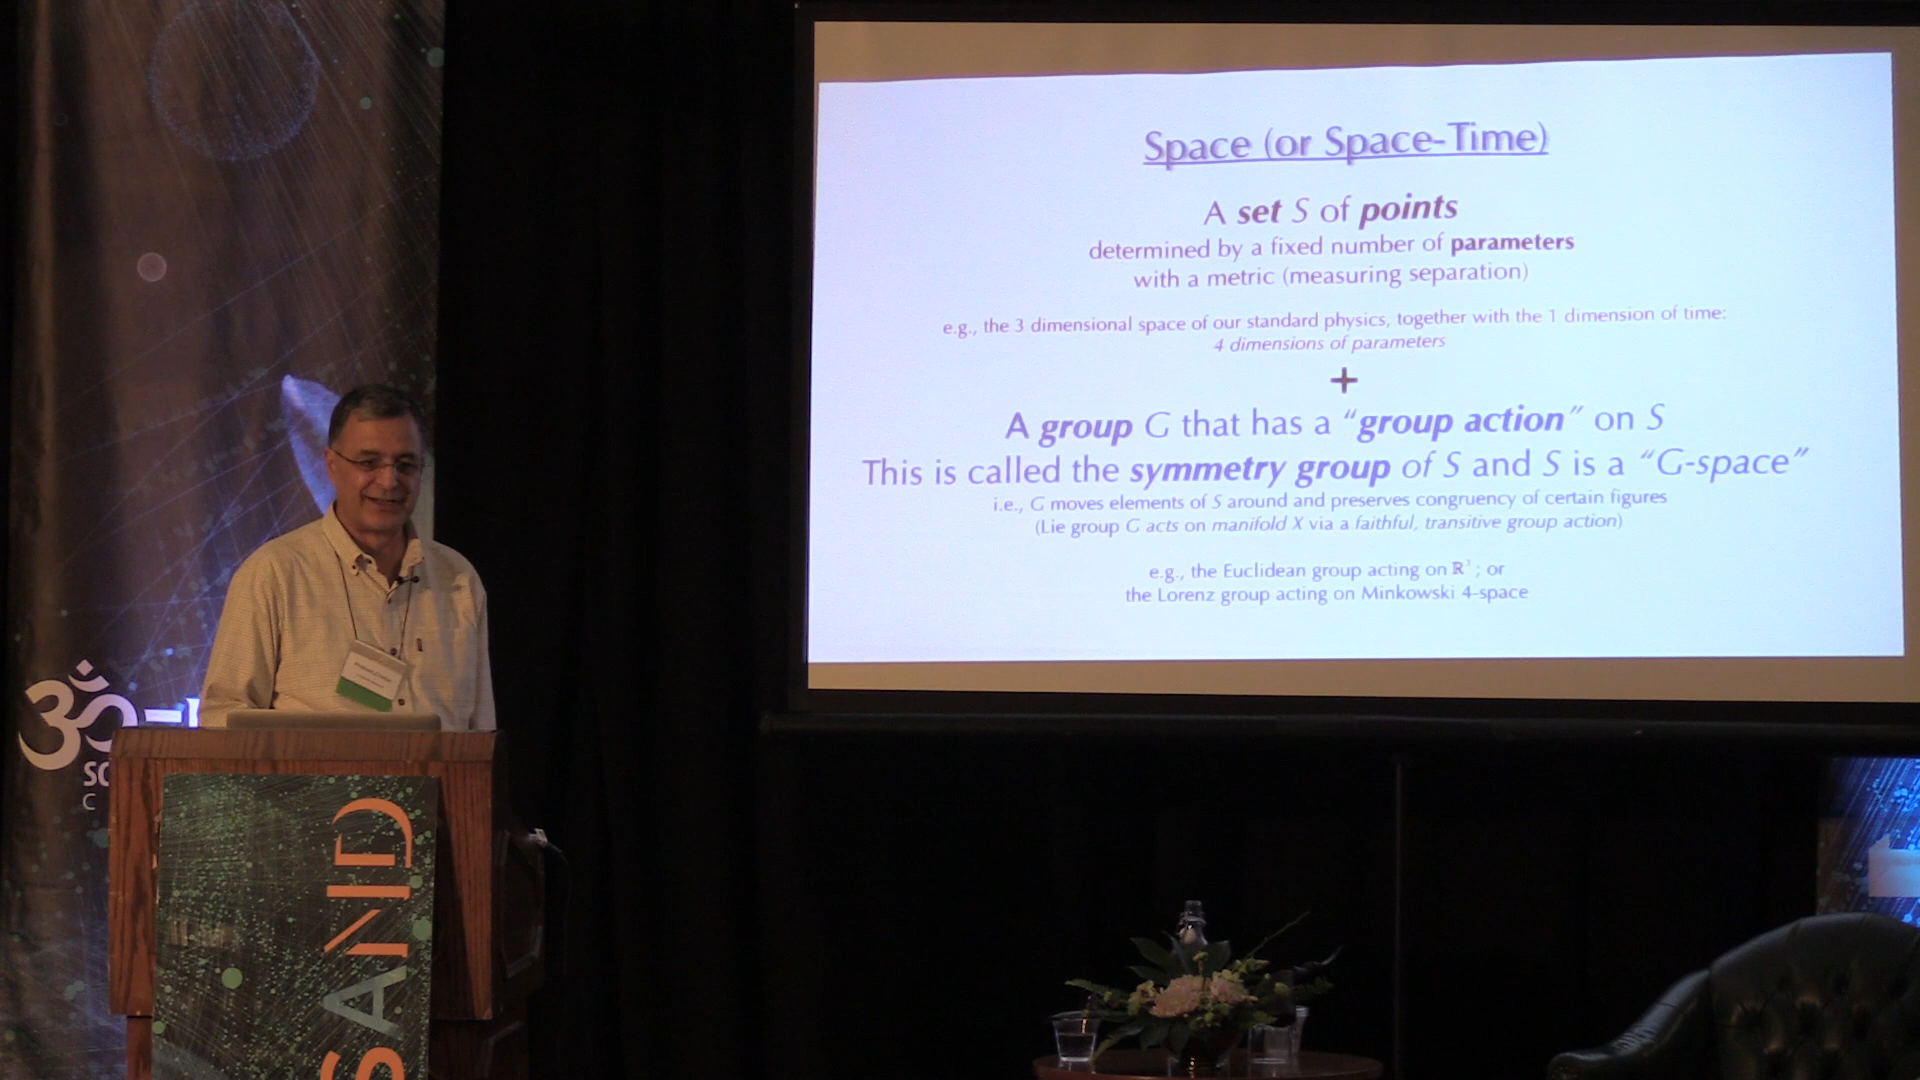 Space (or Space-Time)
A set S of points
determined by a fixed number of parameters
with a metric (measuring separation)
e.g., the 3 dimensional space of our standard physics, together with the 1 dimension of time:
4 dimensions of parameters
+
A group G that has a “group action” on S
This is called the symmetry group of S and S is a “G-space”
i.e., G moves elements of S around and preserves congruency of certain figures
(Lie group G acts on manifold X via a faithful, transitive group action)
e.g., the Euclidean group acting on ℝ³; or
the Lorenz group acting on Minkowski 4-space
ॐ
SC
C
SAND